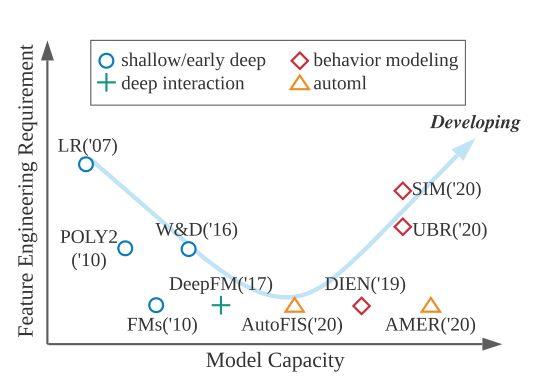 shallow/early deep
behavior modeling
deep interaction
automl
Developing
LR('07)
SIM('20)
POLY2
('10)
W&D('16)
UBR('20)
DeepFM('17)
DIEN('19)
FMs('10)
AutoFIS('20)
AMER('20)
Feature Engineering Requirement
Model Capacity